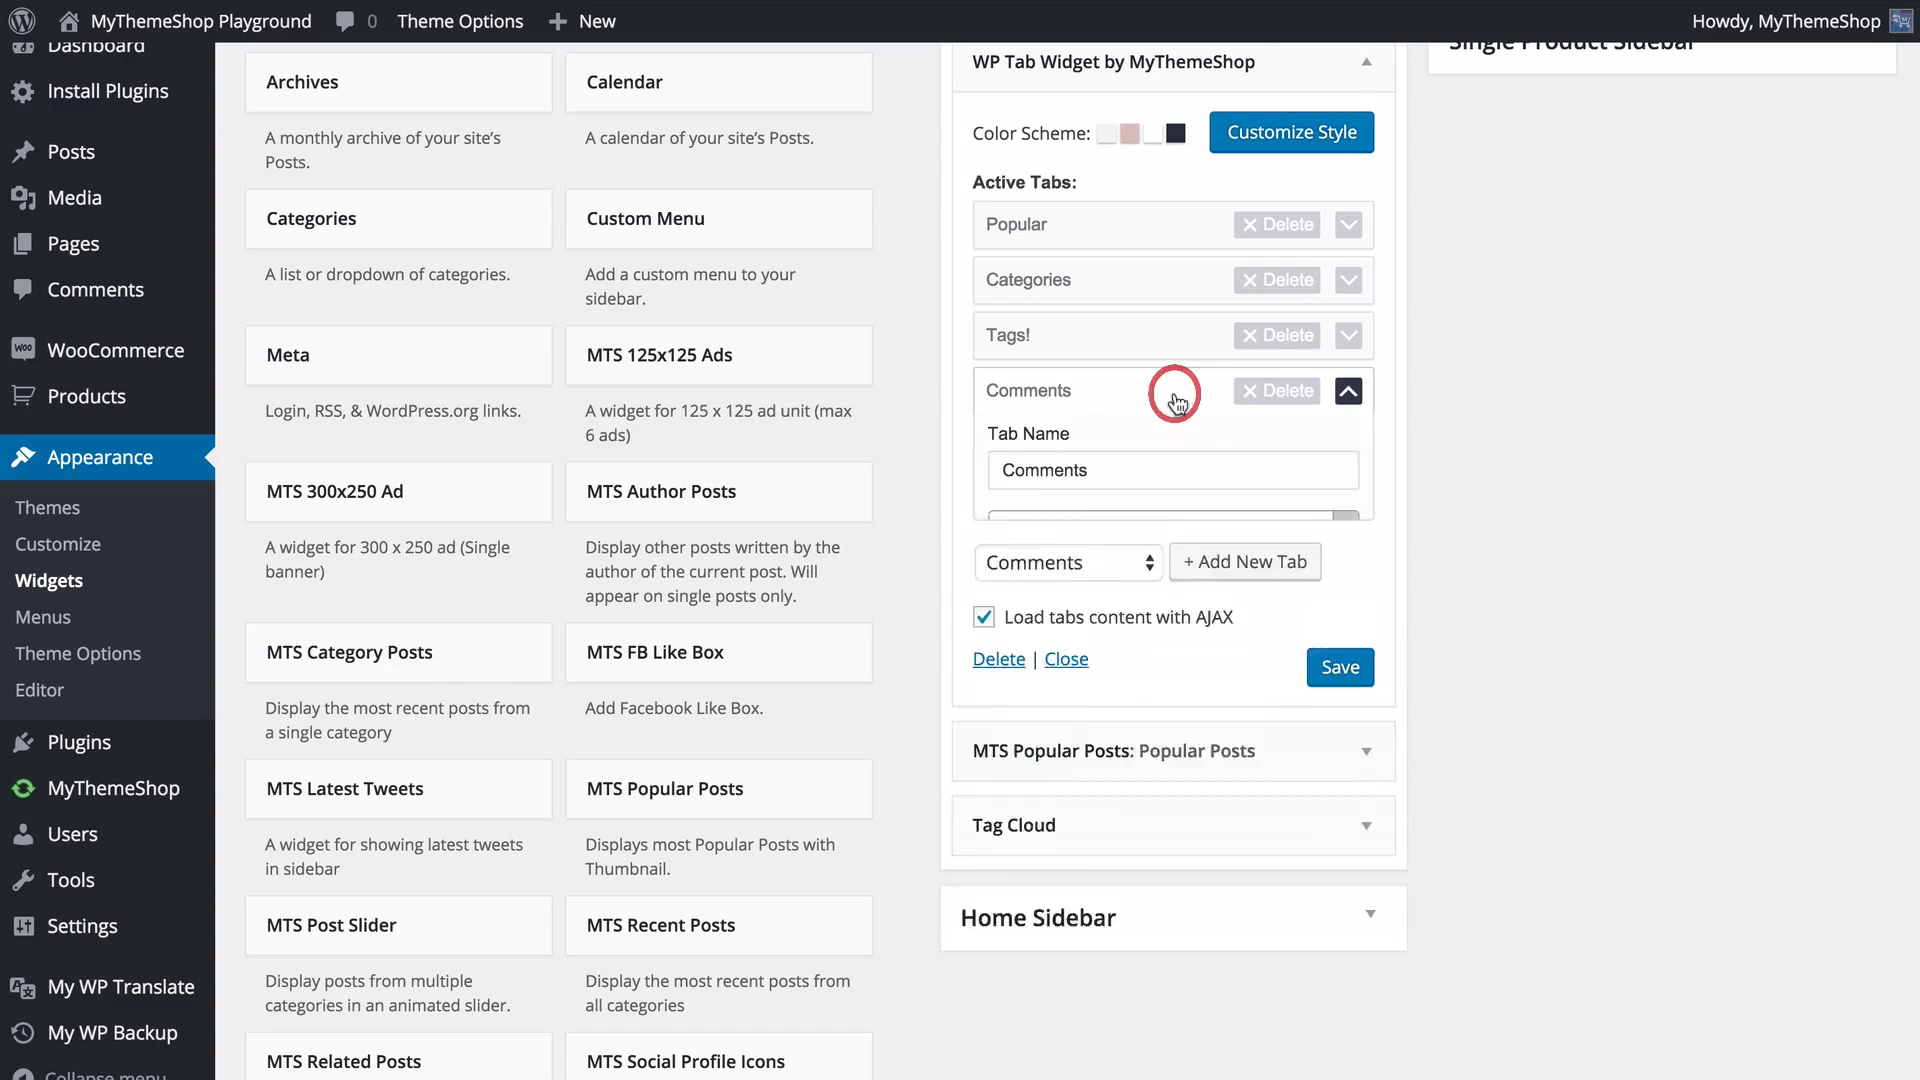 MyThemeShop Playground
0
Theme Options
New
Howdy, MyThemeShop
Dashboard
Install Plugins
Posts
Media
Pages
Comments
WooCommerce
Products
Appearance
Themes
Customize
Widgets
Menus
Theme Options
Editor
Plugins
MyThemeShop
Users
Tools
Settings
My WP Translate
My WP Backup
Collapse menu
Archives
A monthly archive of your site's
Posts.
Calendar
A calendar of your site's Posts.
Categories
A list or dropdown of categories.
Custom Menu
Add a custom menu to your
sidebar.
Meta
Login, RSS, & WordPress.org links.
MTS 125x125 Ads
A widget for 125 x 125 ad unit (max
6 ads)
MTS 300x250 Ad
A widget for 300 x 250 ad (Single
banner)
MTS Author Posts
Display other posts written by the
author of the current post. Will
appear on single posts only.
MTS Category Posts
Display the most recent posts from
a single category
MTS FB Like Box
Add Facebook Like Box.
MTS Latest Tweets
A widget for showing latest tweets
in sidebar
MTS Popular Posts
Displays most Popular Posts with
Thumbnail.
MTS Post Slider
Display posts from multiple
categories in an animated slider.
MTS Recent Posts
Display the most recent posts from
all categories
MTS Related Posts
MTS Social Profile Icons
WP Tab Widget by MyThemeShop
Color Scheme:
Customize Style
Active Tabs:
Popular
Delete
Categories
Delete
Tags!
Delete
Comments
Delete
Tab Name
Comments
Comments
+ Add New Tab
Load tabs content with AJAX
Delete | Close
Save
MTS Popular Posts: Popular Posts
Tag Cloud
Home Sidebar
Single Product Sidebar